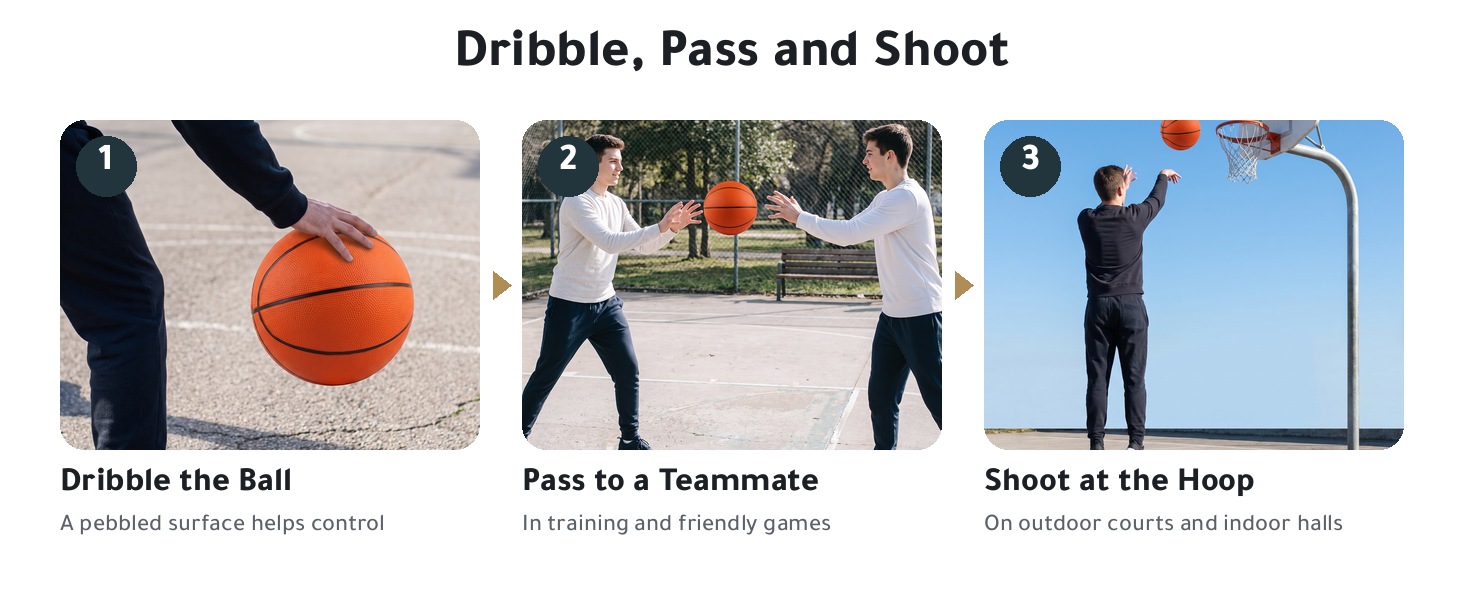 Dribble, Pass and Shoot
1
2
3
Dribble the Ball
A pebbled surface helps control
Pass to a Teammate
In training and friendly games
Shoot at the Hoop
On outdoor courts and indoor halls